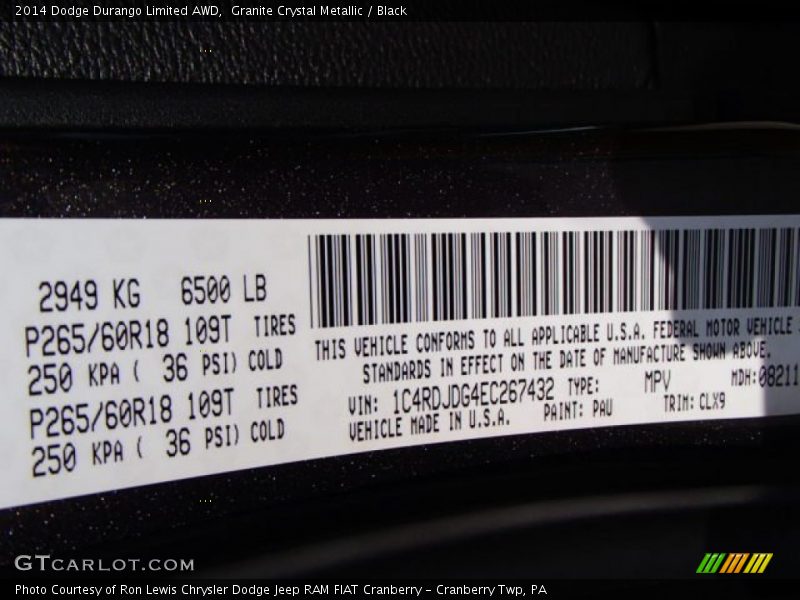 2014 Dodge Durango Limited AWD, Granite Crystal Metallic / Black
2949 KG 6500 LB
P265/60R18 109T TIRES
250 KPA ( 36 PSI) COLD
P265/60R18 109T TIRES
250 KPA ( 36 PSI) COLD
THIS VEHICLE CONFORMS TO ALL APPLICABLE U.S.A. FEDERAL MOTOR VEHICLE
STANDARDS IN EFFECT ON THE DATE OF MANUFACTURE SHOWN ABOVE.
VIN: 1C4RDJDG4EC267432 TYPE: MPV MDH:08211
VEHICLE MADE IN U.S.A. PAINT: PAU TRIM: CLX9
GTCARLOT.COM
Photo Courtesy of Ron Lewis Chrysler Dodge Jeep RAM FIAT Cranberry - Cranberry Twp, PA